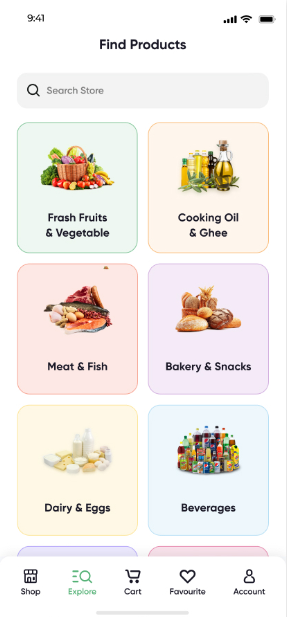 9:41
Find Products
Search Store
Frash Fruits
& Vegetable
Cooking Oil
& Ghee
Meat & Fish
Bakery & Snacks
Dairy & Eggs
Beverages
Shop
Explore
Cart
Favourite
Account